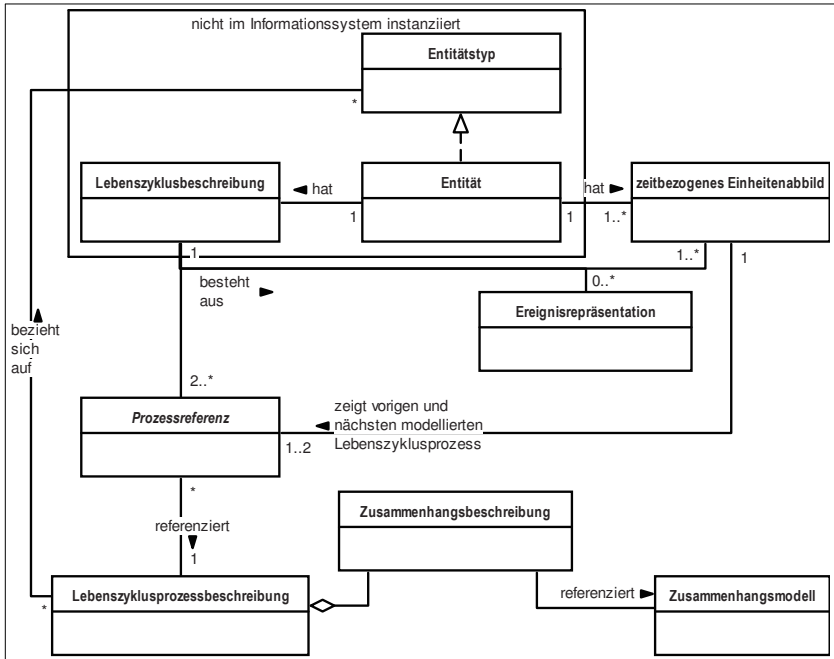 nicht im Informationssystem instanziiert
Entitätstyp
*
Lebenszyklusbeschreibung
hat
1
Entität
hat
1
1..*
zeitbezogenes Einheitenabbild
1
besteht
aus
0..*
1..*
1
Ereignisrepräsentation
bezieht
sich
auf
2..*
Prozessreferenz
zeigt vorigen und
nächsten modellierten
Lebenszyklusprozess
1..2
*
referenziert
1
Zusammenhangsbeschreibung
Lebenszyklusprozessbeschreibung
*
referenziert
Zusammenhangsmodell